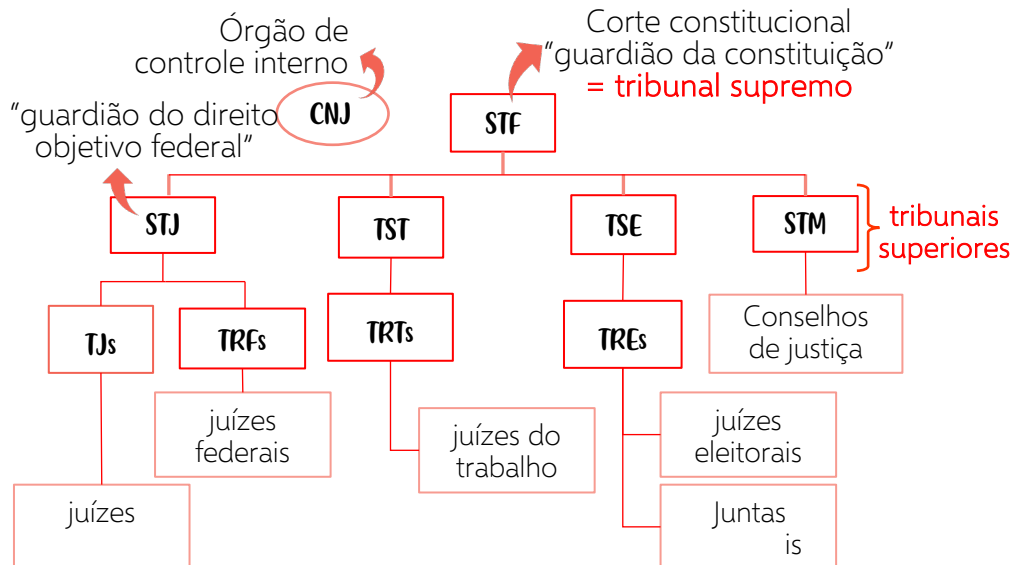 Órgão de
controle interno
CNJ
Corte constitucional
"guardião da constituição"
= tribunal supremo
STF
"guardião do direito
objetivo federal"
STJ
TST
TSE
STM
tribunais
superiores
TJs
TRFs
TRTs
TREs
Conselhos
de justiça
juízes
federais
juízes do
trabalho
juízes
eleitorais
juízes
Juntas
is